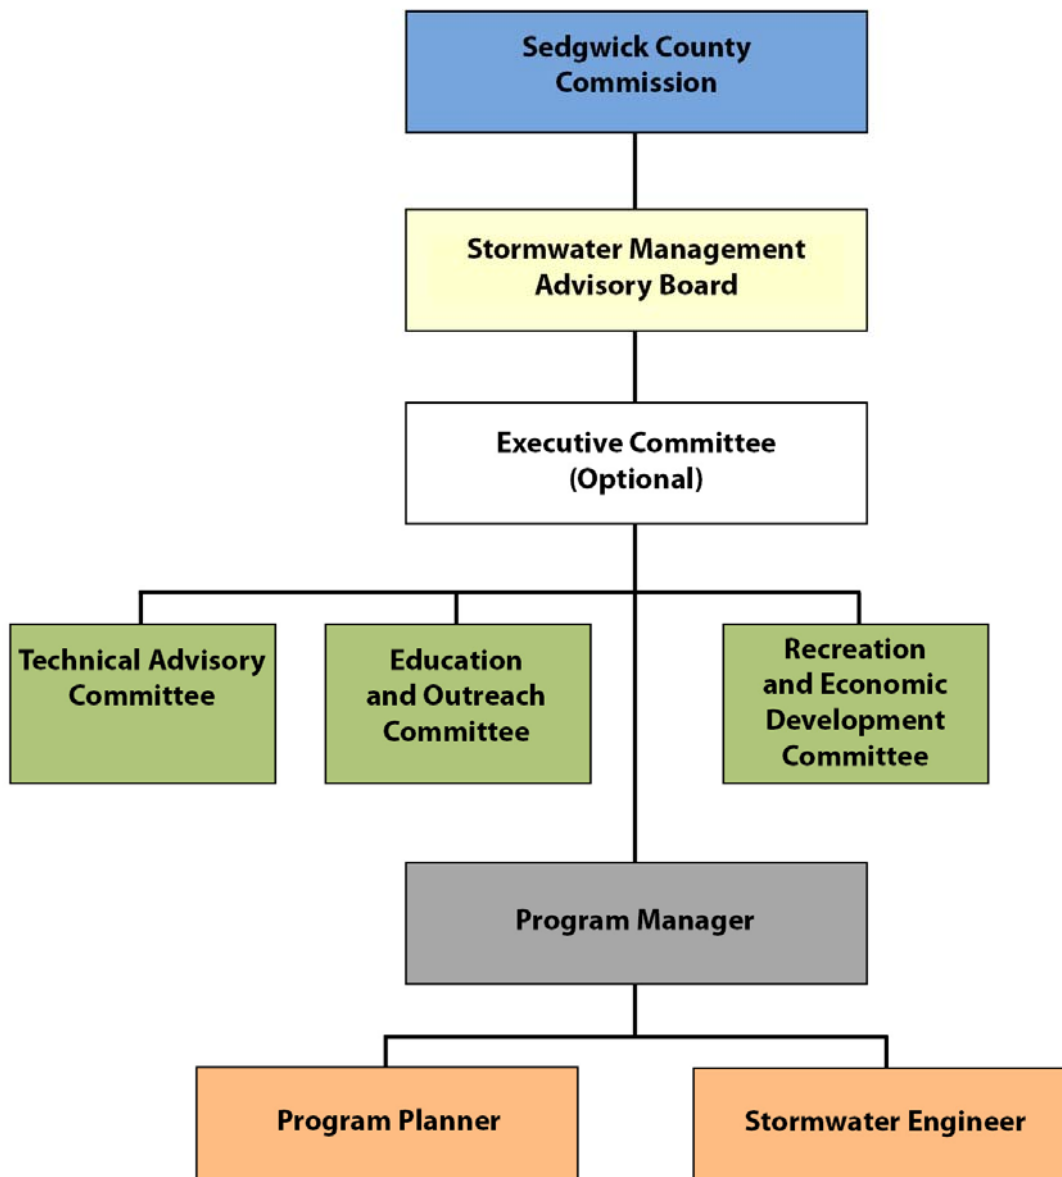 Sedgwick County
Commission
Stormwater Management
Advisory Board
Executive Committee
(Optional)
Technical Advisory
Committee
Education
and Outreach
Committee
Recreation
and Economic
Development
Committee
Program Manager
Program Planner
Stormwater Engineer